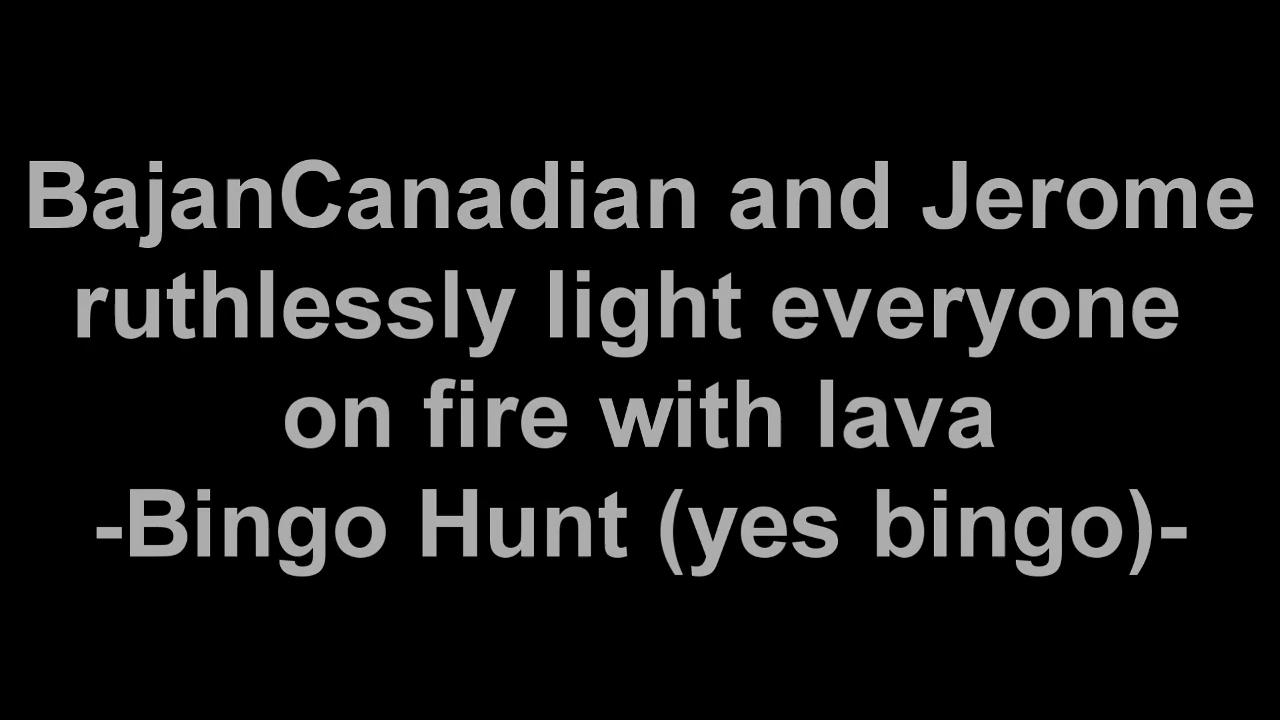 BajanCanadian and Jerome
ruthlessly light everyone
on fire with lava
-Bingo Hunt (yes bingo)-